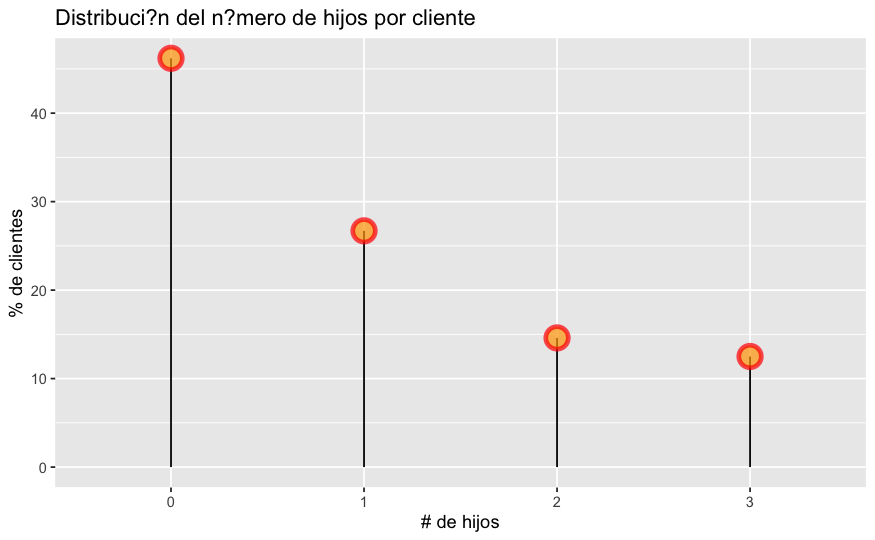 Distribuci?n del n?mero de hijos por cliente
% de clientes
40
30
20
10
0
0 1 2 3
# de hijos